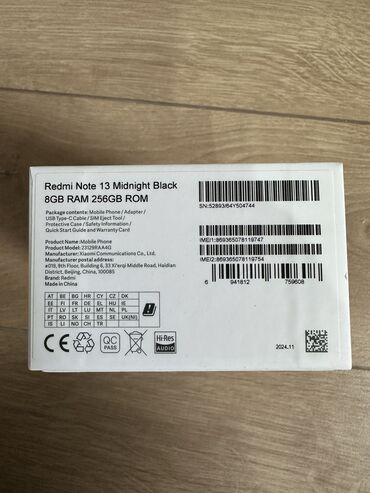 Redmi Note 13 Midnight Black
8GB RAM 256GB ROM
Package contents: Mobile Phone / Adapter /
USB Type-C Cable / SIM Eject Tool /
Protective Case / Safety Information /
Quick Start Guide and Warranty Card
Product Name: Mobile Phone
Product model: 23129RAA4G
Manufacturer: Xiaomi Communications Co., Ltd.
Manufacturer postal address:
#019, 9th Floor, Building 6, 33 Xi'erqi Middle Road, Haidian
District, Beijing, China, 100085
Brand: Redmi
Made in China
AT BE BG HR CY CZ DK
EE FI FR DE EL HU IE
IT LV LT LU MT NL PL
PT RO SK SI ES SE UK(NI)
IS LI NO CH TR
CE
QC
PASS
Hi-Res
AUDIO
SN:52893/64Y504744
IMEI1:869365078119747
IMEI2:869365078119754
6 941812 759608
2024.11